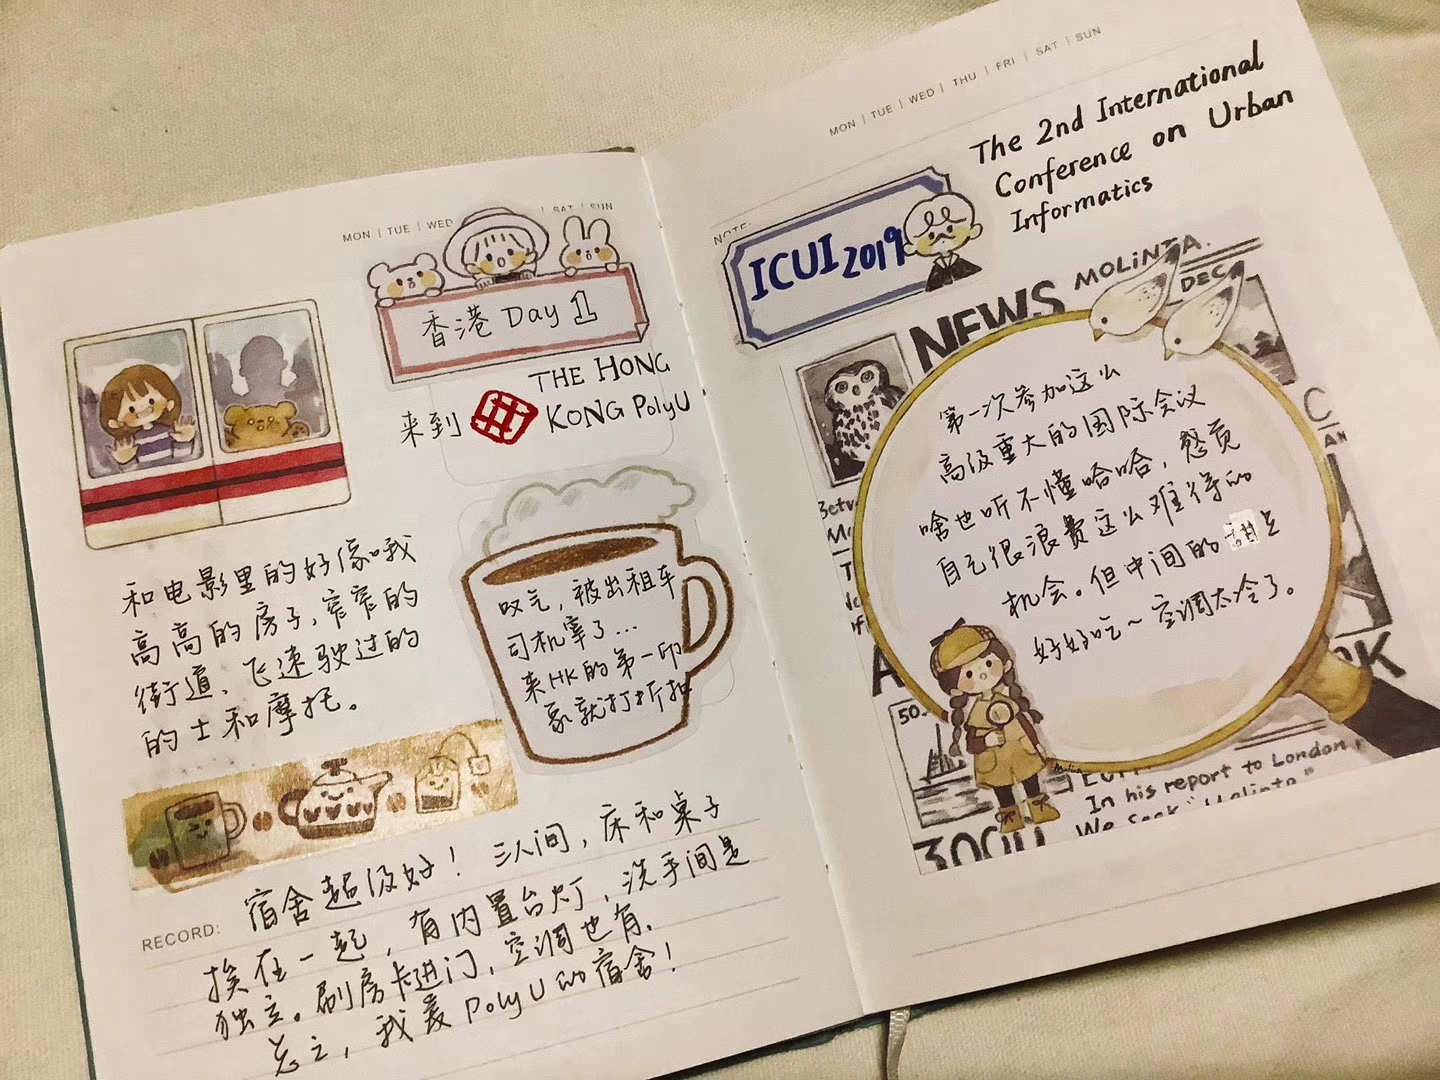 MON | TUE | WED
SAT | SUN
香港 Day 1
来到
THE HONG
KONG PolyU
和电影里的好像哦
高高的房子,窄窄的
街道、飞速驶过的
的士和摩托。
叹气,被出租车
司机宰了...
来HK的第一印
象就打折扣
宿舍超级好! 三人间,床和桌子
RECORD:
挨在一起,有内置台灯,洗手间是
独立。刷房卡进门,空调也有。
总之,我爱PolyU的宿舍!
MON | TUE | WED | THU | FRI | SAT | SUN
The 2nd International
Conference on Urban
Informatics
NOTE:
ICUI 2019
NEWS
MOLiNTA.
DEC.
第一次参加这么
高级重大的国际会议
啥也听不懂哈哈,感觉
自己很浪费这么难得的
机会。但中间的甜点
好好吃~空调太冷了。
50.
In his report to London,
We Seek
3000